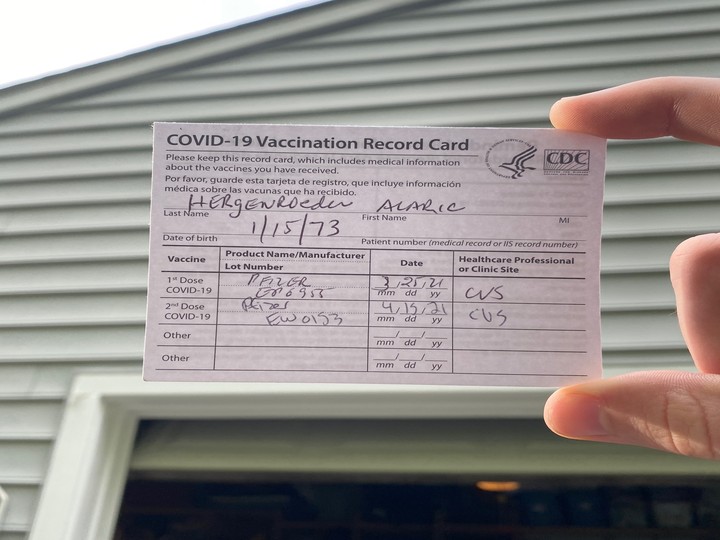 COVID-19 Vaccination Record Card
CDC
Please keep this record card, which includes medical information
about the vaccines you have received.
Por favor, guarde esta tarjeta de registro, que incluye información
médica sobre las vacunas que ha recibido.
HERgENROeder ALARIC
Last Name First Name MI
1/15/73
Date of birth Patient number (medical record or IIS record number)
Vaccine Product Name/Manufacturer Date Healthcare Professional
Lot Number or Clinic Site
1st Dose PFIZER 3/25/21 CVS
COVID-19 mm dd yy
2nd Dose Pfizer 4/15/21 CVS
COVID-19 EW0153 mm dd yy
Other __/__/__
mm dd yy
Other __/__/__
mm dd yy